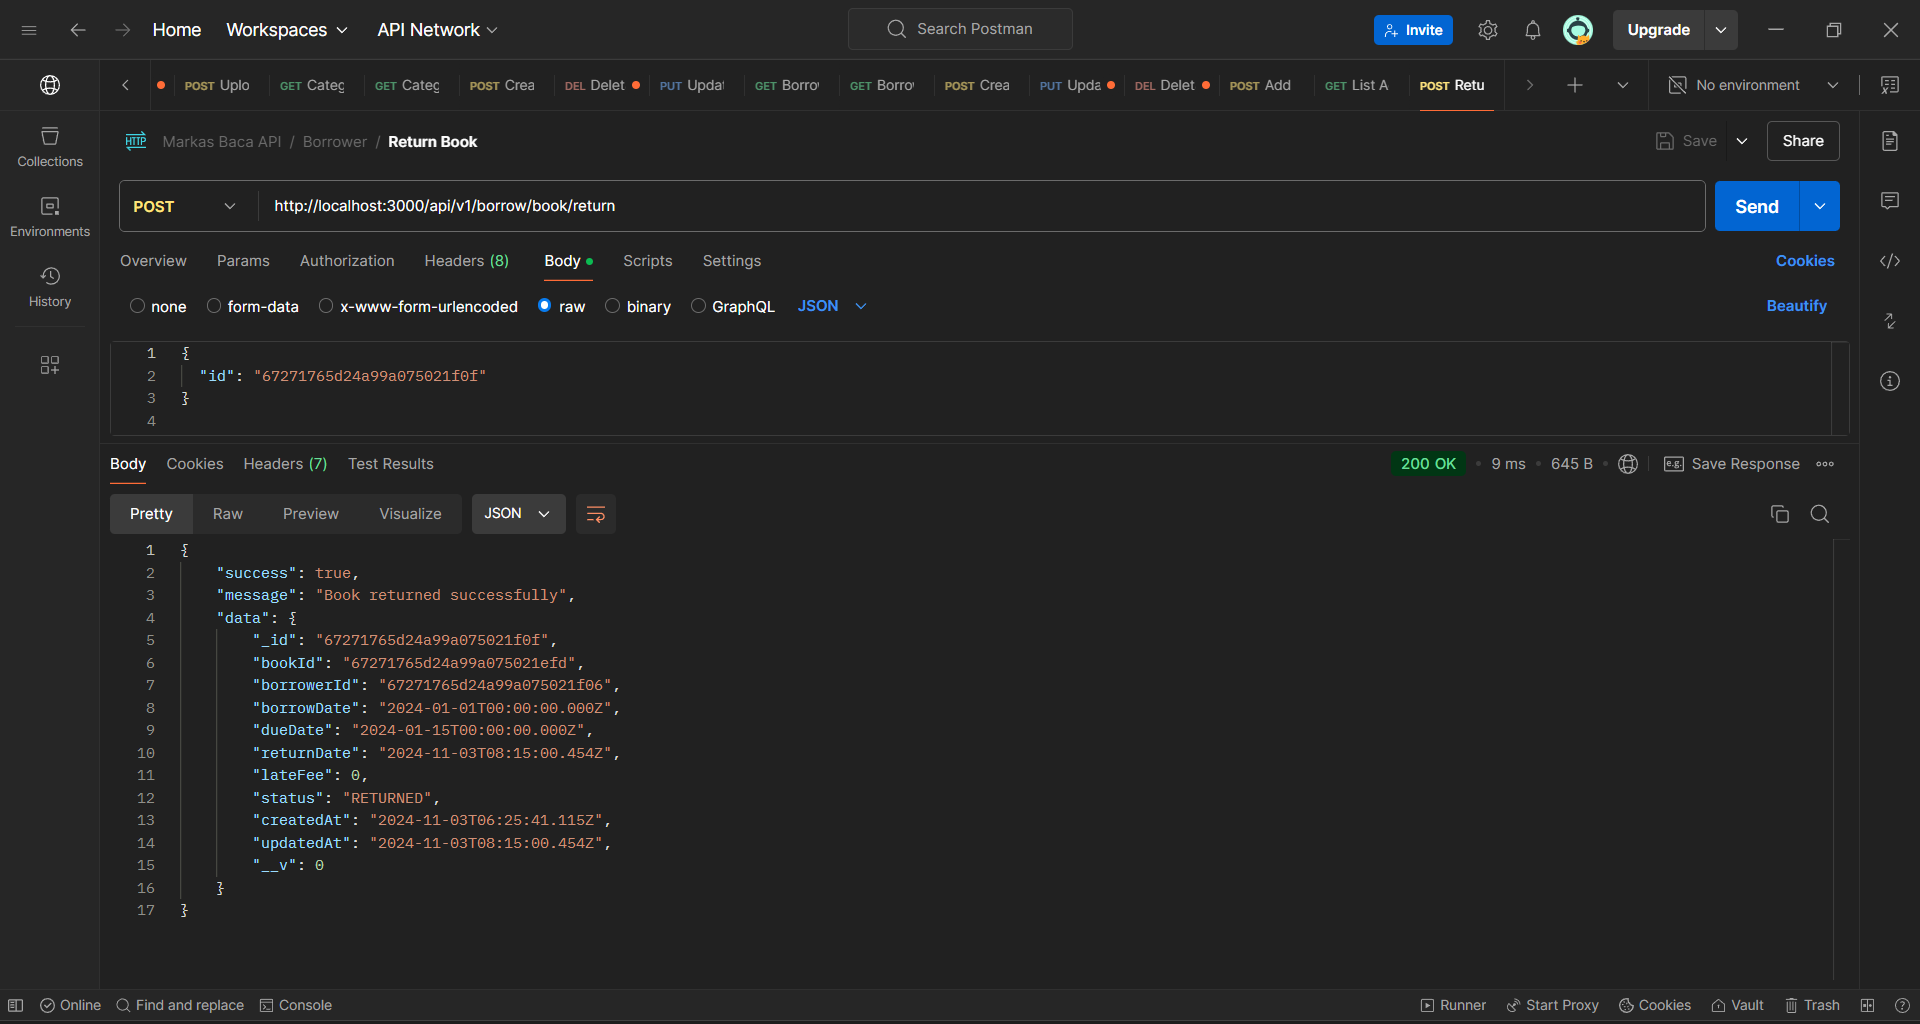 Home Workspaces API Network Search Postman Invite Upgrade
POST Uplo GET Categ GET Categ POST Crea DEL Delet PUT Updat GET Borro GET Borro POST Crea PUT Upda DEL Delet POST Add GET List A POST Retu No environment
Collections
Environments
History
HTTP Markas Baca API / Borrower / Return Book Save Share
POST http://localhost:3000/api/v1/borrow/book/return Send
Overview Params Authorization Headers (8) Body Scripts Settings Cookies
none form-data x-www-form-urlencoded raw binary GraphQL JSON Beautify
1 {
2 "id": "67271765d24a99a075021f0f"
3 }
4
Body Cookies Headers (7) Test Results 200 OK 9 ms 645 B e.g. Save Response
Pretty Raw Preview Visualize JSON
1 {
2 "success": true,
3 "message": "Book returned successfully",
4 "data": {
5 "_id": "67271765d24a99a075021f0f",
6 "bookId": "67271765d24a99a075021efd",
7 "borrowerId": "67271765d24a99a075021f06",
8 "borrowDate": "2024-01-01T00:00:00.000Z",
9 "dueDate": "2024-01-15T00:00:00.000Z",
10 "returnDate": "2024-11-03T08:15:00.454Z",
11 "lateFee": 0,
12 "status": "RETURNED",
13 "createdAt": "2024-11-03T06:25:41.115Z",
14 "updatedAt": "2024-11-03T08:15:00.454Z",
15 "__v": 0
16 }
17 }
Online Find and replace Console Runner Start Proxy Cookies Vault Trash